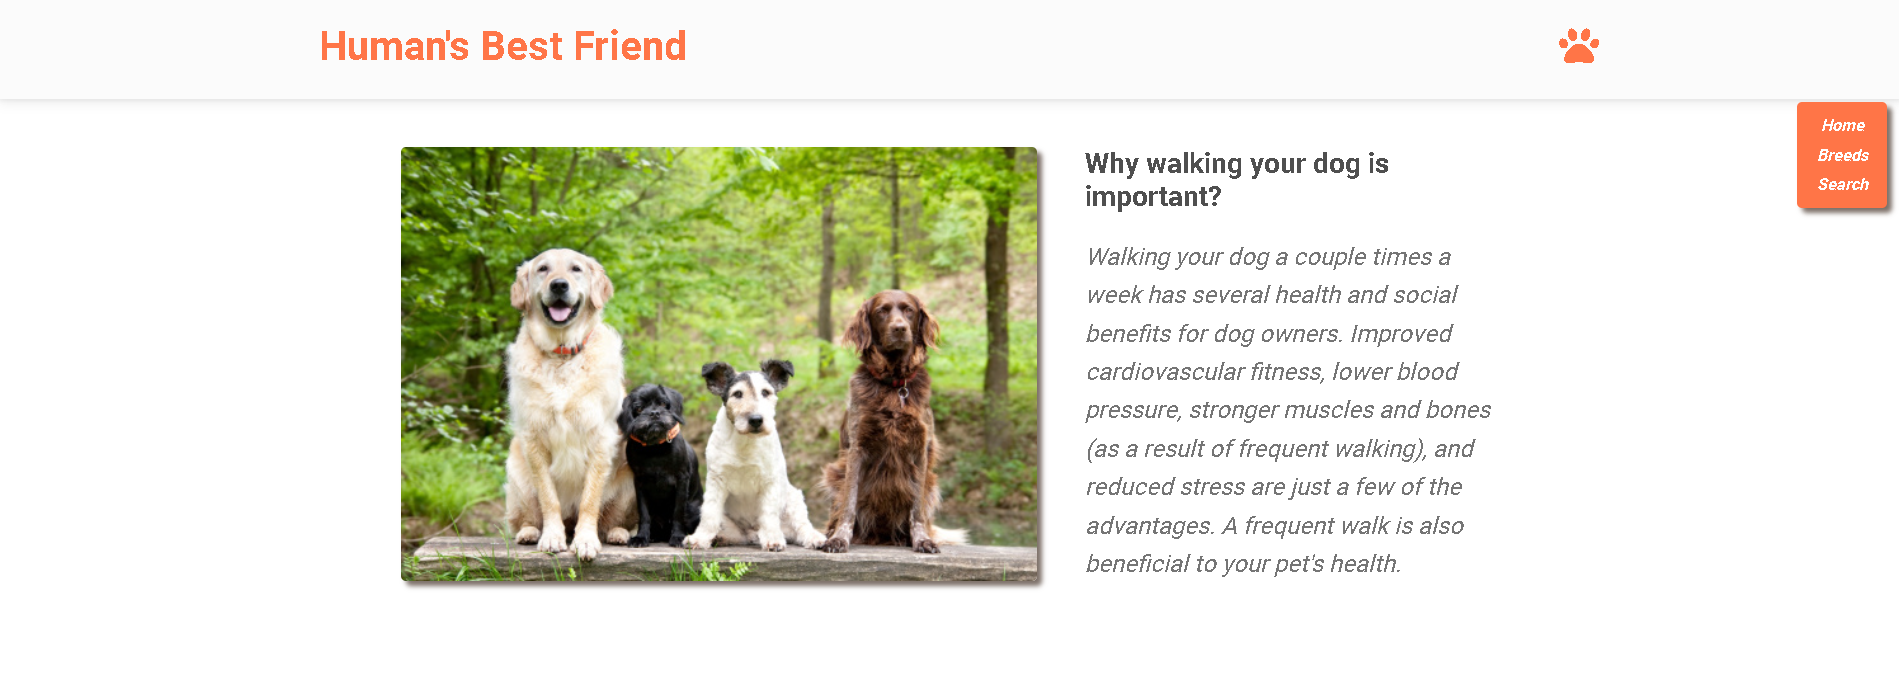 Human's Best Friend
Home
Breeds
Search
Why walking your dog is
important?
Walking your dog a couple times a
week has several health and social
benefits for dog owners. Improved
cardiovascular fitness, lower blood
pressure, stronger muscles and bones
(as a result of frequent walking), and
reduced stress are just a few of the
advantages. A frequent walk is also
beneficial to your pet's health.